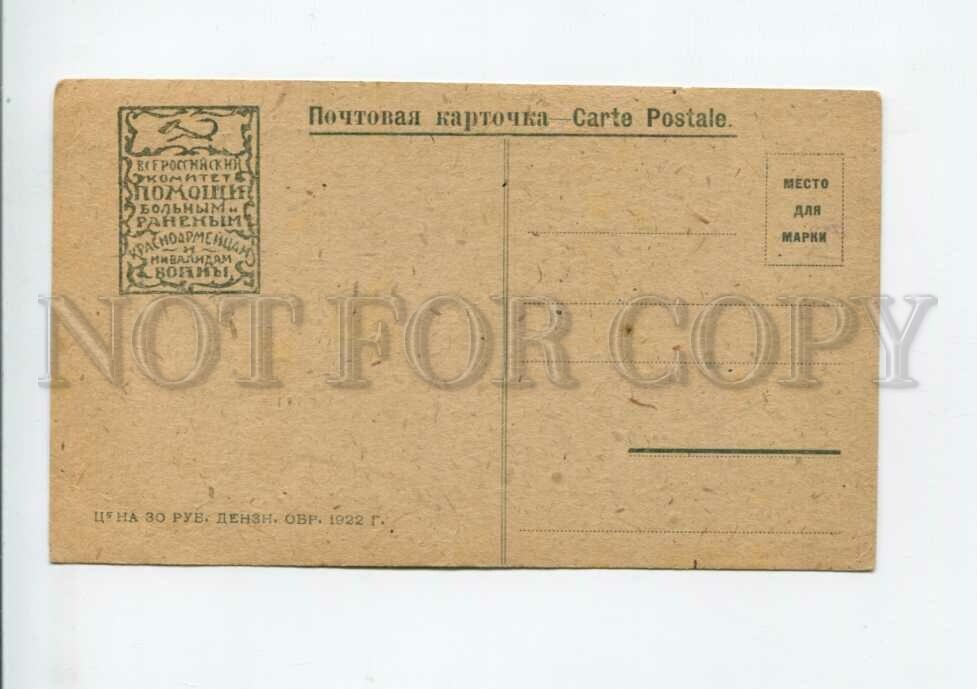 Почтовая карточка—Carte Postale.
ВСЕРОССИЙСКИЙ
КОМИТЕТ
ПОМОЩИ
БОЛЬНЫМ и
РАНЕНЫМ
КРАСНОАРМЕЙЦАМ
И
ИНВАЛИДАМ
ВОЙНЫ
МЕСТО
ДЛЯ
МАРКИ
NOT FOR COPY
ЦЕНА 30 РУБ. ДЕНЗН. ОБР. 1922 Г.